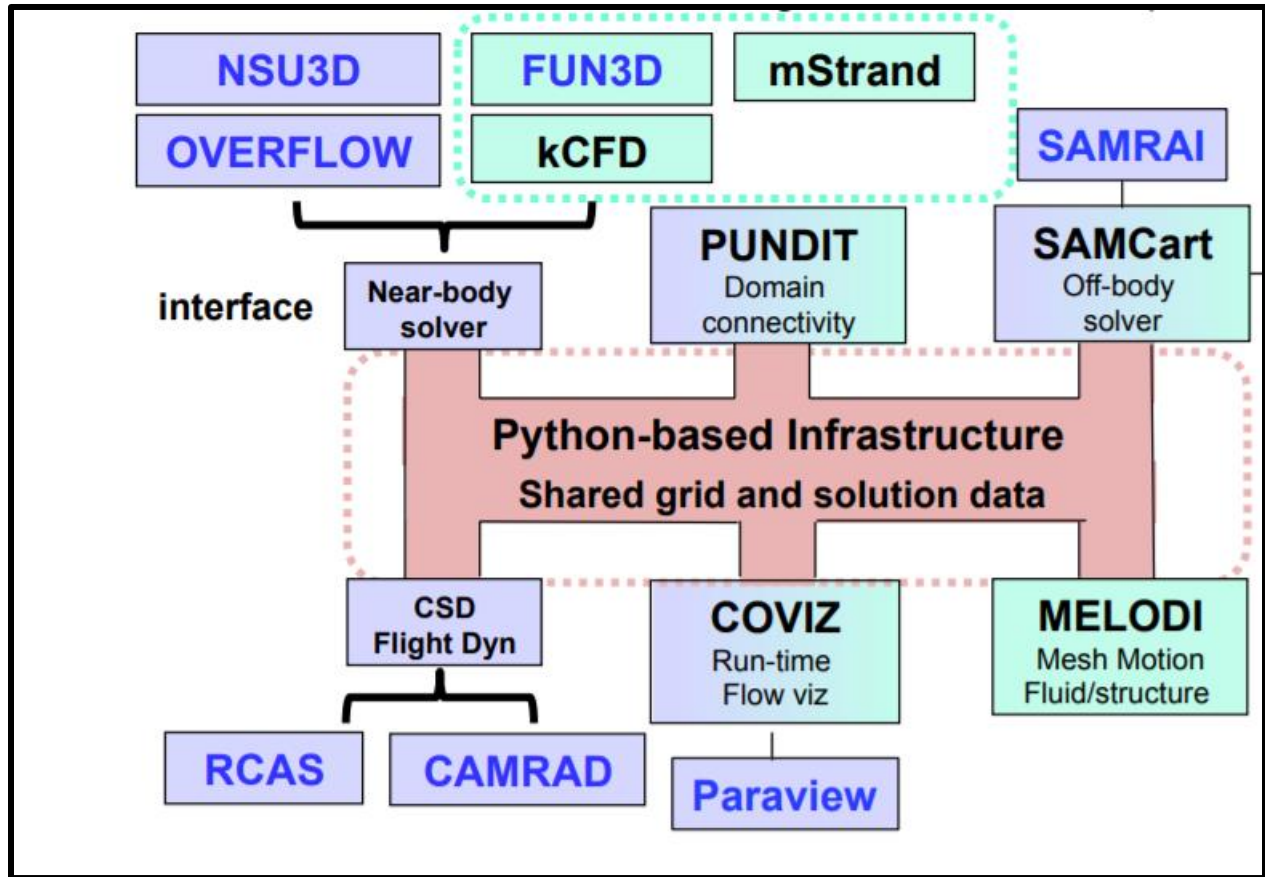 NSU3D
FUN3D
mStrand
OVERFLOW
kCFD
SAMRAI
PUNDIT
Domain
connectivity
SAMCart
Off-body
solver
interface
Near-body
solver
Python-based Infrastructure
Shared grid and solution data
CSD
Flight Dyn
COVIZ
Run-time
Flow viz
MELODI
Mesh Motion
Fluid/structure
RCAS
CAMRAD
Paraview